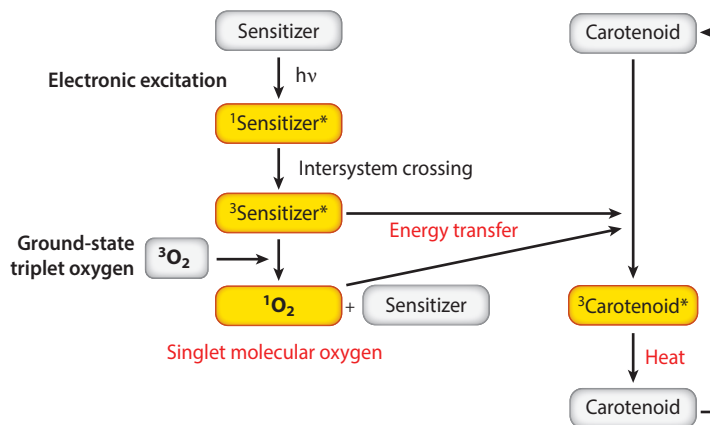 Sensitizer
Carotenoid
Electronic excitation
hν
¹Sensitizer*
Intersystem crossing
³Sensitizer*
Energy transfer
Ground-state
triplet oxygen
³O₂
¹O₂
+
Sensitizer
³Carotenoid*
Singlet molecular oxygen
Heat
Carotenoid